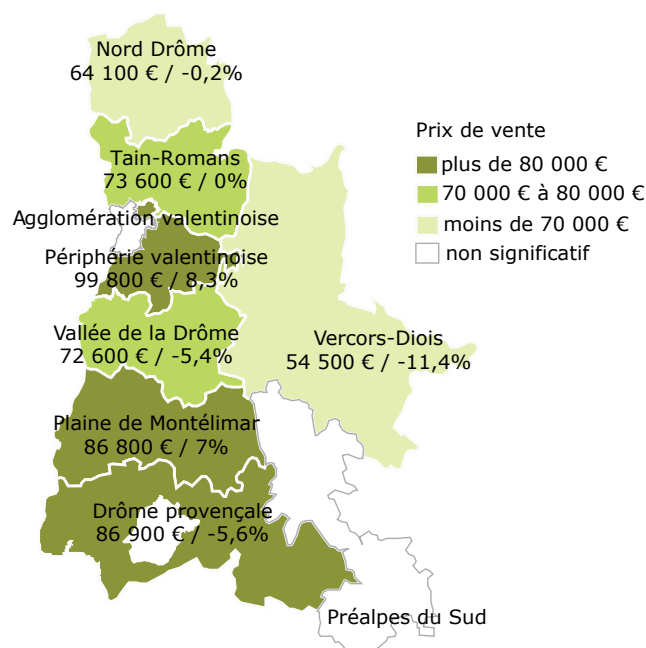 Nord Drôme
64 100 € / -0,2%
Tain-Romans
73 600 € / 0%
Agglomération valentinoise
Périphérie valentinoise
99 800 € / 8,3%
Vallée de la Drôme
72 600 € / -5,4%
Vercors-Diois
54 500 € / -11,4%
Plaine de Montélimar
86 800 € / 7%
Drôme provençale
86 900 € / -5,6%
Préalpes du Sud
Prix de vente
plus de 80 000 €
70 000 € à 80 000 €
moins de 70 000 €
non significatif